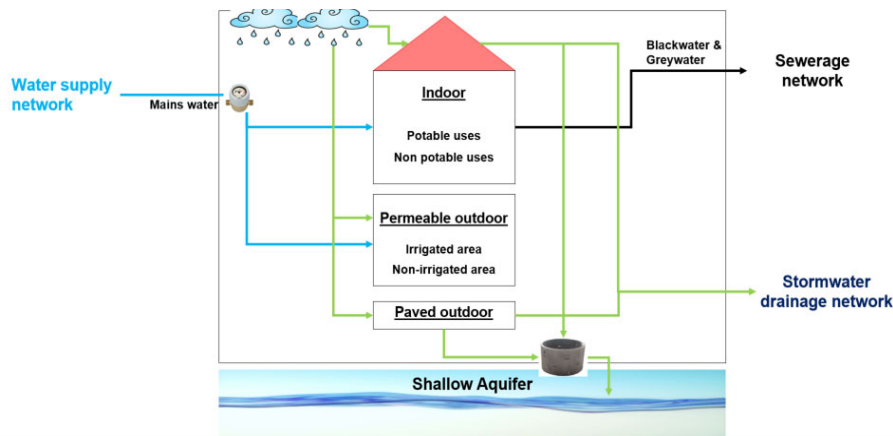 Blackwater &
Greywater
Sewerage
network
Water supply
network
Mains water
Indoor
Potable uses
Non potable uses
Permeable outdoor
Irrigated area
Non-irrigated area
Stormwater
drainage network
Paved outdoor
Shallow Aquifer